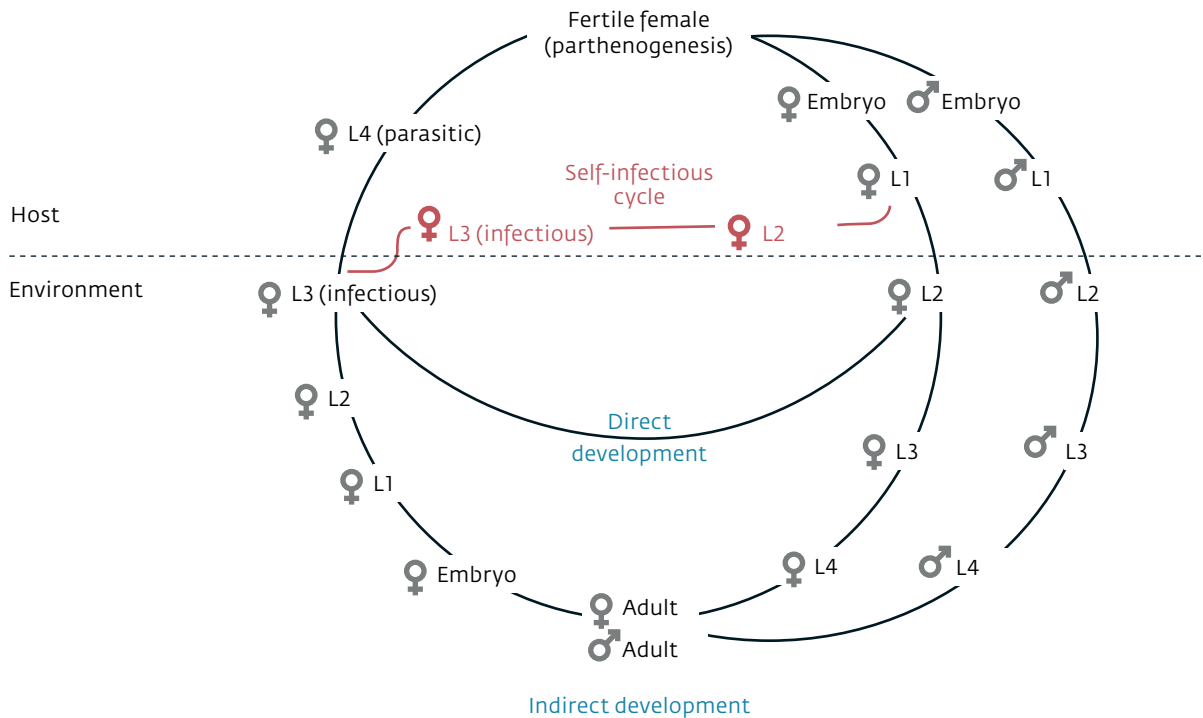 Fertile female
(parthenogenesis)
Embryo
Embryo
L4 (parasitic)
Self-infectious
cycle
L1
L1
Host
L3 (infectious)
L2
Environment
L3 (infectious)
L2
L2
L2
Direct
development
L3
L3
L1
Embryo
L4
L4
Adult
Adult
Indirect development